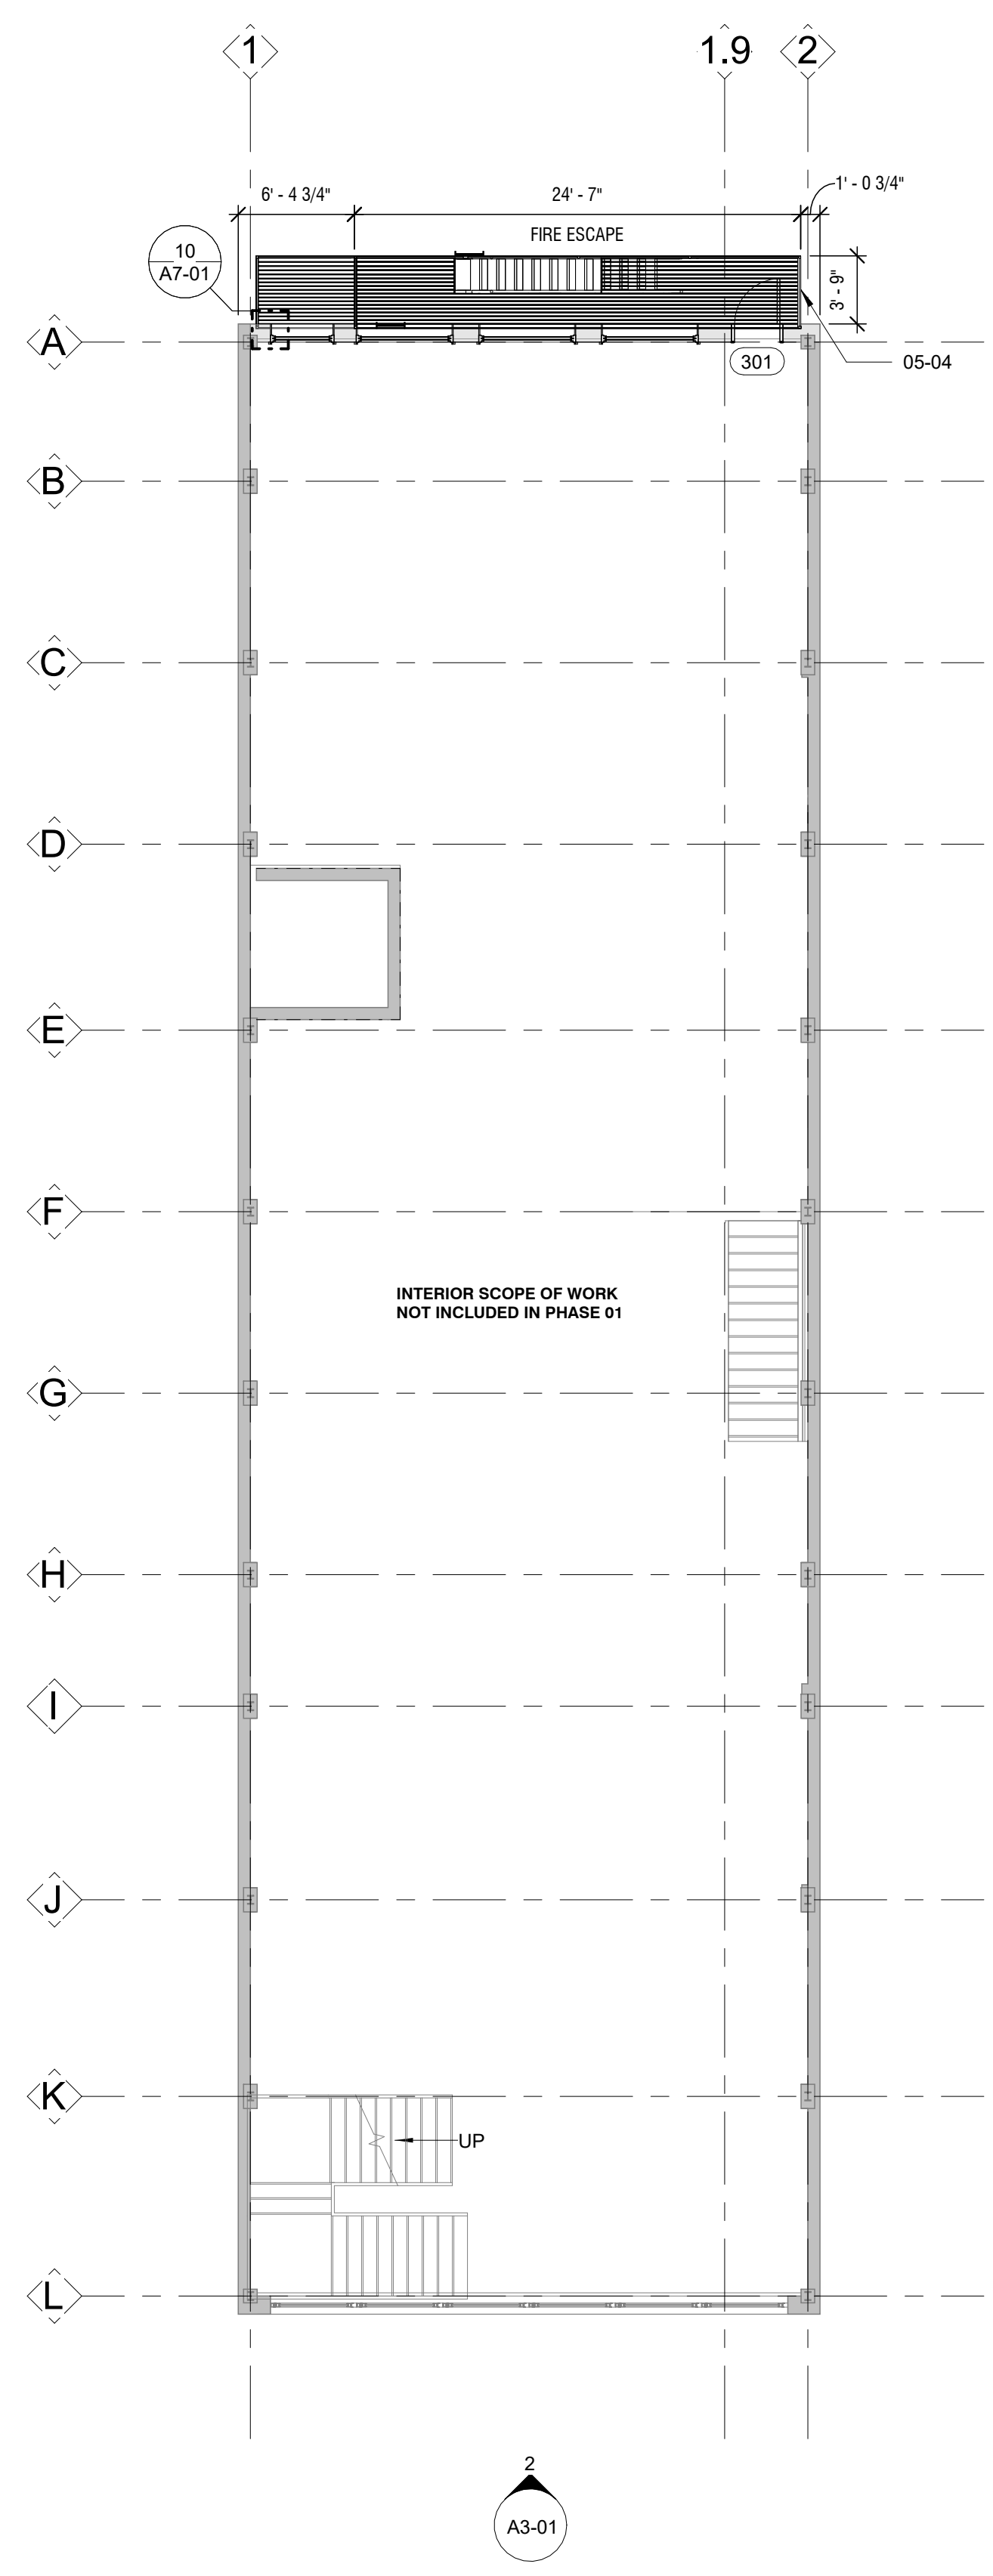 1
1.9
2
6' - 4 3/4"
24' - 7"
1' - 0 3/4"
FIRE ESCAPE
3' - 9"
10
A7-01
A
301
05-04
B
C
D
E
F
INTERIOR SCOPE OF WORK
NOT INCLUDED IN PHASE 01
G
H
I
J
K
UP
L
2
A3-01